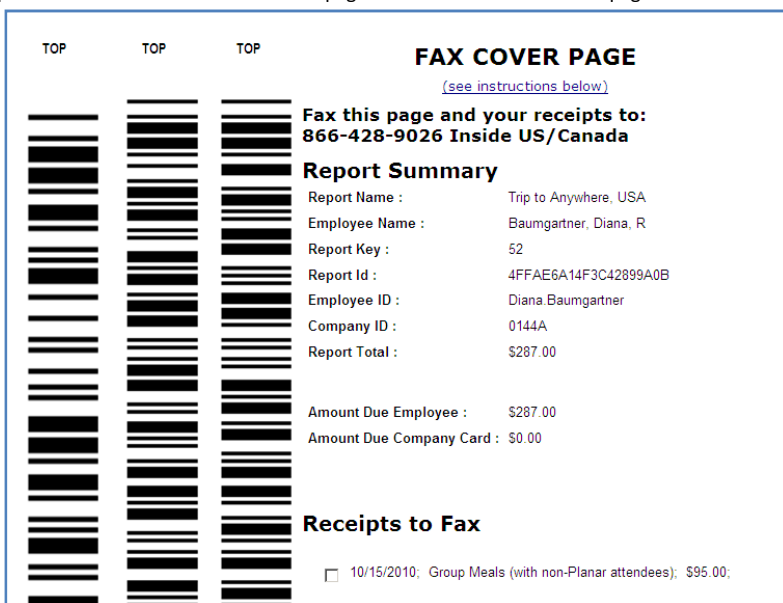 TOP TOP TOP
FAX COVER PAGE
(see instructions below)
Fax this page and your receipts to:
866-428-9026 Inside US/Canada
Report Summary
Report Name : Trip to Anywhere, USA
Employee Name : Baumgartner, Diana, R
Report Key : 52
Report Id : 4FFAE6A14F3C42899A0B
Employee ID : Diana.Baumgartner
Company ID : 0144A
Report Total : $287.00
Amount Due Employee : $287.00
Amount Due Company Card : $0.00
Receipts to Fax
10/15/2010; Group Meals (with non-Planar attendees); $95.00;